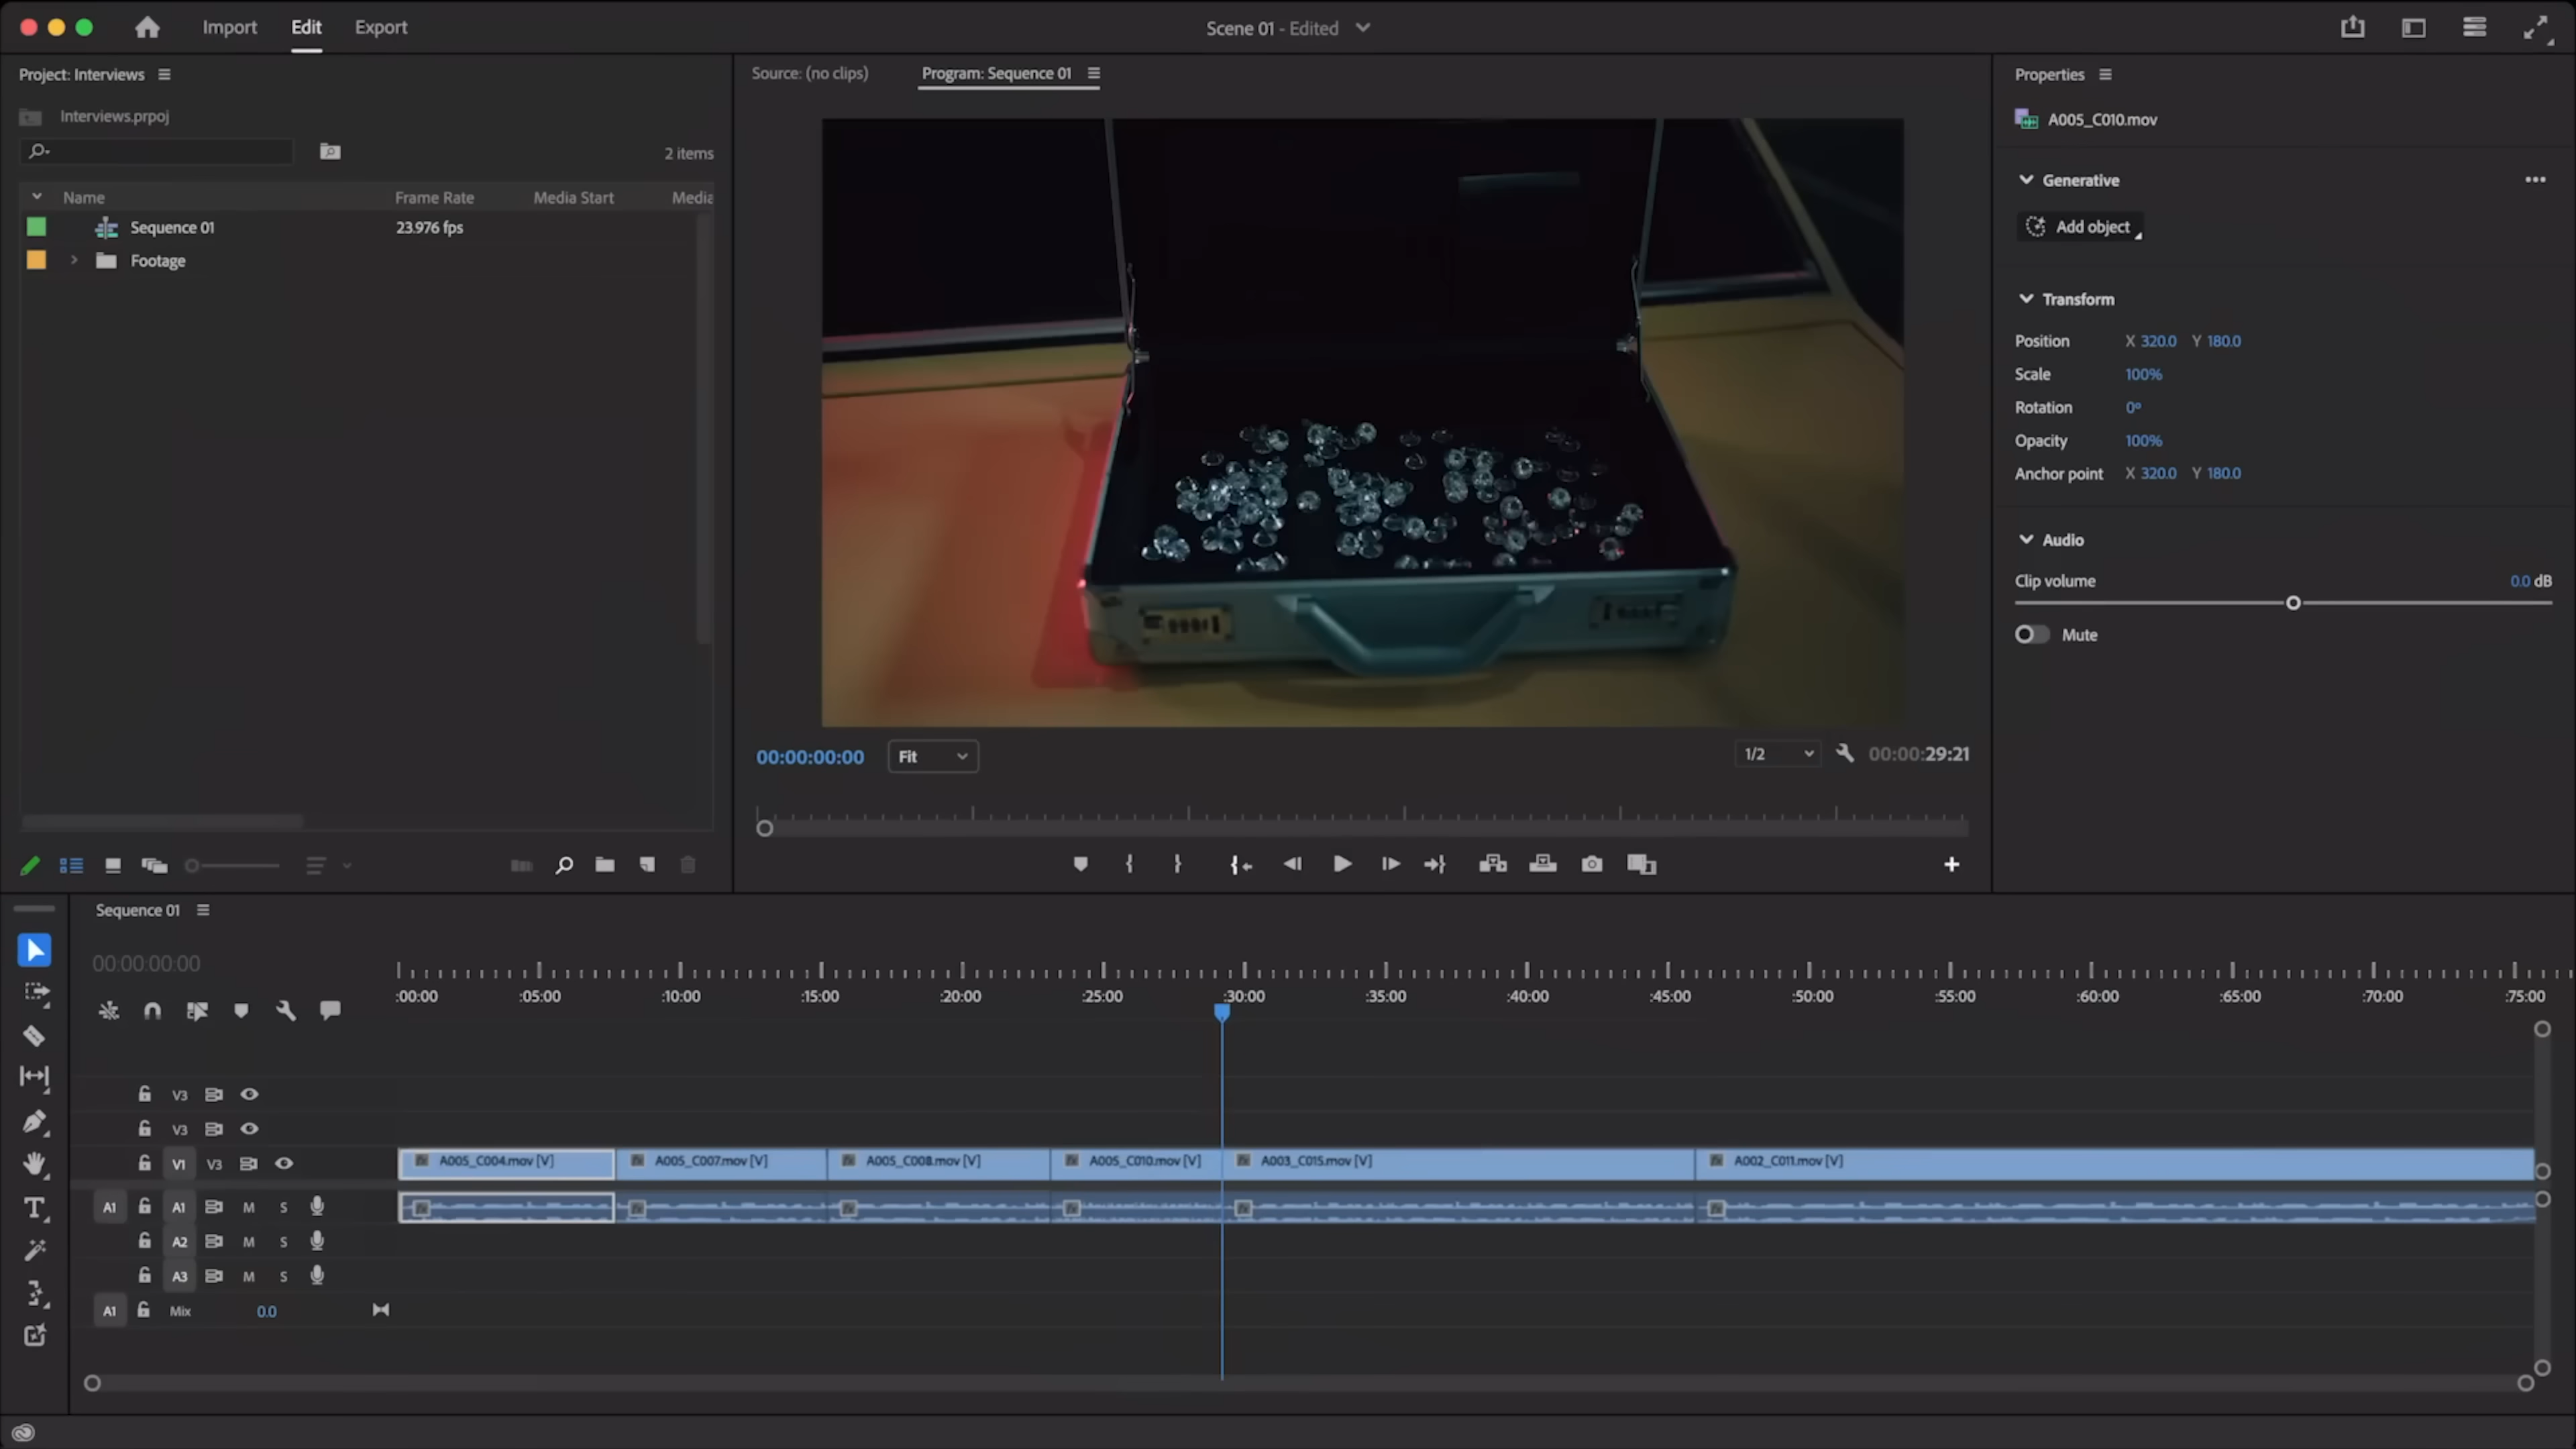 Import Edit Export
Scene 01 - Edited
Project: Interviews
Interviews.prpoj
2 items
Name Frame Rate Media Start Media
Sequence 01 23.976 fps
Footage
Source: (no clips) Program: Sequence 01
00:00:00:00 Fit 1/2 00:00:29:21
Properties
A005_C010.mov
Generative
Add object
Transform
Position X 320.0 Y 180.0
Scale 100%
Rotation 0º
Opacity 100%
Anchor point X 320.0 Y 180.0
Audio
Clip volume 0.0 dB
Mute
Sequence 01
00:00:00:00
:00:00 :05:00 :10:00 :15:00 :20:00 :25:00 :30:00 :35:00 :40:00 :45:00 :50:00 :55:00 :60:00 :65:00 :70:00 :75:00
V3
V3
V1 V3 A005_C004.mov [V] A005_C007.mov [V] A005_C008.mov [V] A005_C010.mov [V] A003_C015.mov [V] A002_C011.mov [V]
A1 A1 M S
A2 M S
A3 M S
A1 Mix 0.0